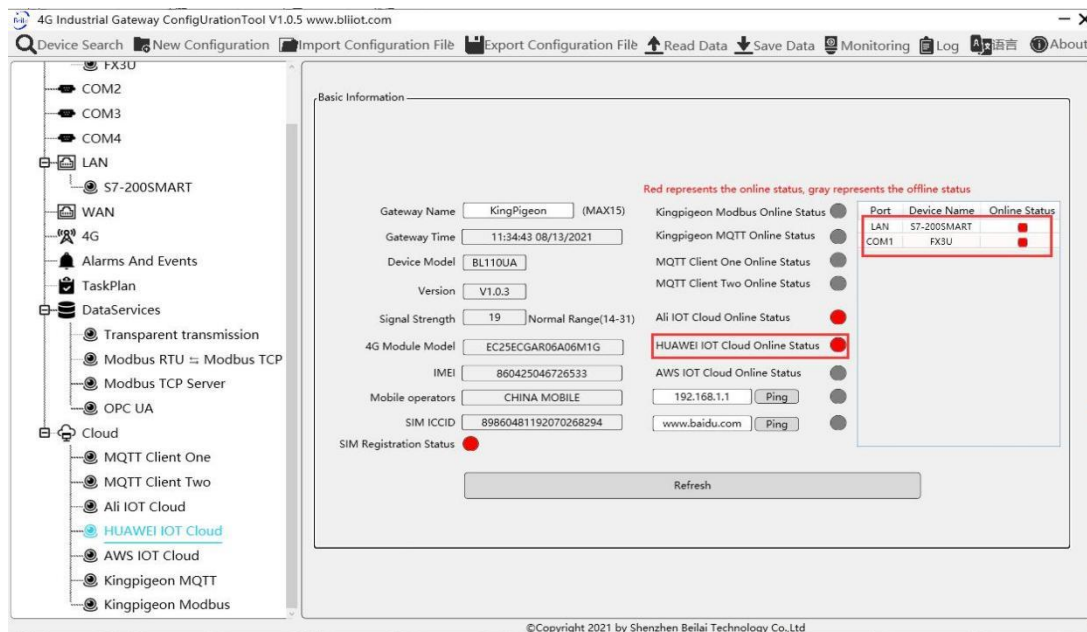 4G Industrial Gateway ConfigUrationTool V1.0.5 www.bliiot.com
Device Search New Configuration Import Configuration File Export Configuration File Read Data Save Data Monitoring Log 语言 About
FX3U
COM2
COM3
COM4
LAN
S7-200SMART
WAN
4G
Alarms And Events
TaskPlan
DataServices
Transparent transmission
Modbus RTU ⇆ Modbus TCP
Modbus TCP Server
OPC UA
Cloud
MQTT Client One
MQTT Client Two
Ali IOT Cloud
HUAWEI IOT Cloud
AWS IOT Cloud
Kingpigeon MQTT
Kingpigeon Modbus
Basic Information
Red represents the online status, gray represents the offline status
Gateway Name KingPigeon (MAX15)
Gateway Time 11:34:43 08/13/2021
Device Model BL110UA
Version V1.0.3
Signal Strength 19 Normal Range(14-31)
4G Module Model EC25ECGAR06A06M1G
IMEI 860425046726533
Mobile operators CHINA MOBILE
SIM ICCID 89860481192070268294
SIM Registration Status
Kingpigeon Modbus Online Status
Kingpigeon MQTT Online Status
MQTT Client One Online Status
MQTT Client Two Online Status
Ali IOT Cloud Online Status
HUAWEI IOT Cloud Online Status
AWS IOT Cloud Online Status
192.168.1.1 Ping
www.baidu.com Ping
Port Device Name Online Status
LAN S7-200SMART
COM1 FX3U
Refresh
©Copyright 2021 by Shenzhen Beilai Technology Co.,Ltd